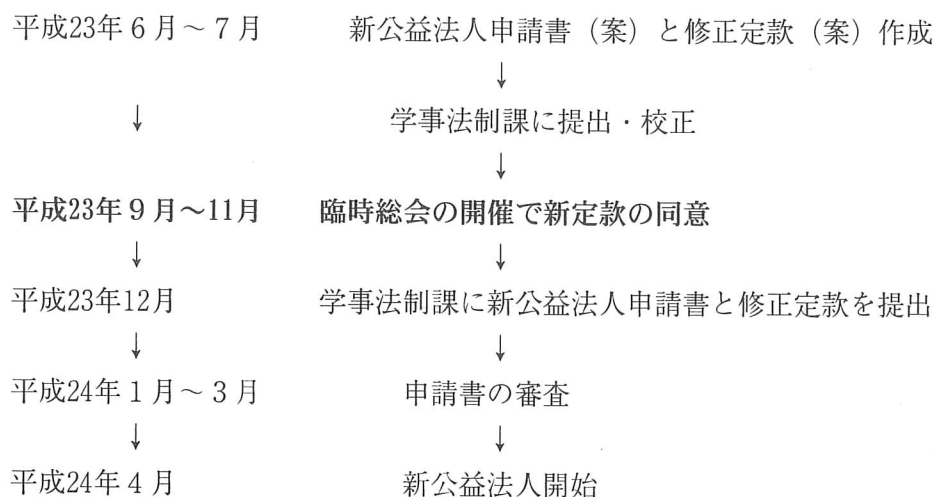 平成23年6月～7月　新公益法人申請書（案）と修正定款（案）作成
↓
↓　学事法制課に提出・校正
↓
平成23年9月～11月　臨時総会の開催で新定款の同意
↓　↓
平成23年12月　学事法制課に新公益法人申請書と修正定款を提出
↓　↓
平成24年1月～3月　申請書の審査
↓　↓
平成24年4月　新公益法人開始